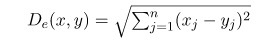 $D_e(x, y) = \sqrt{\sum_{j=1}^{n}(x_j - y_j)^2}$